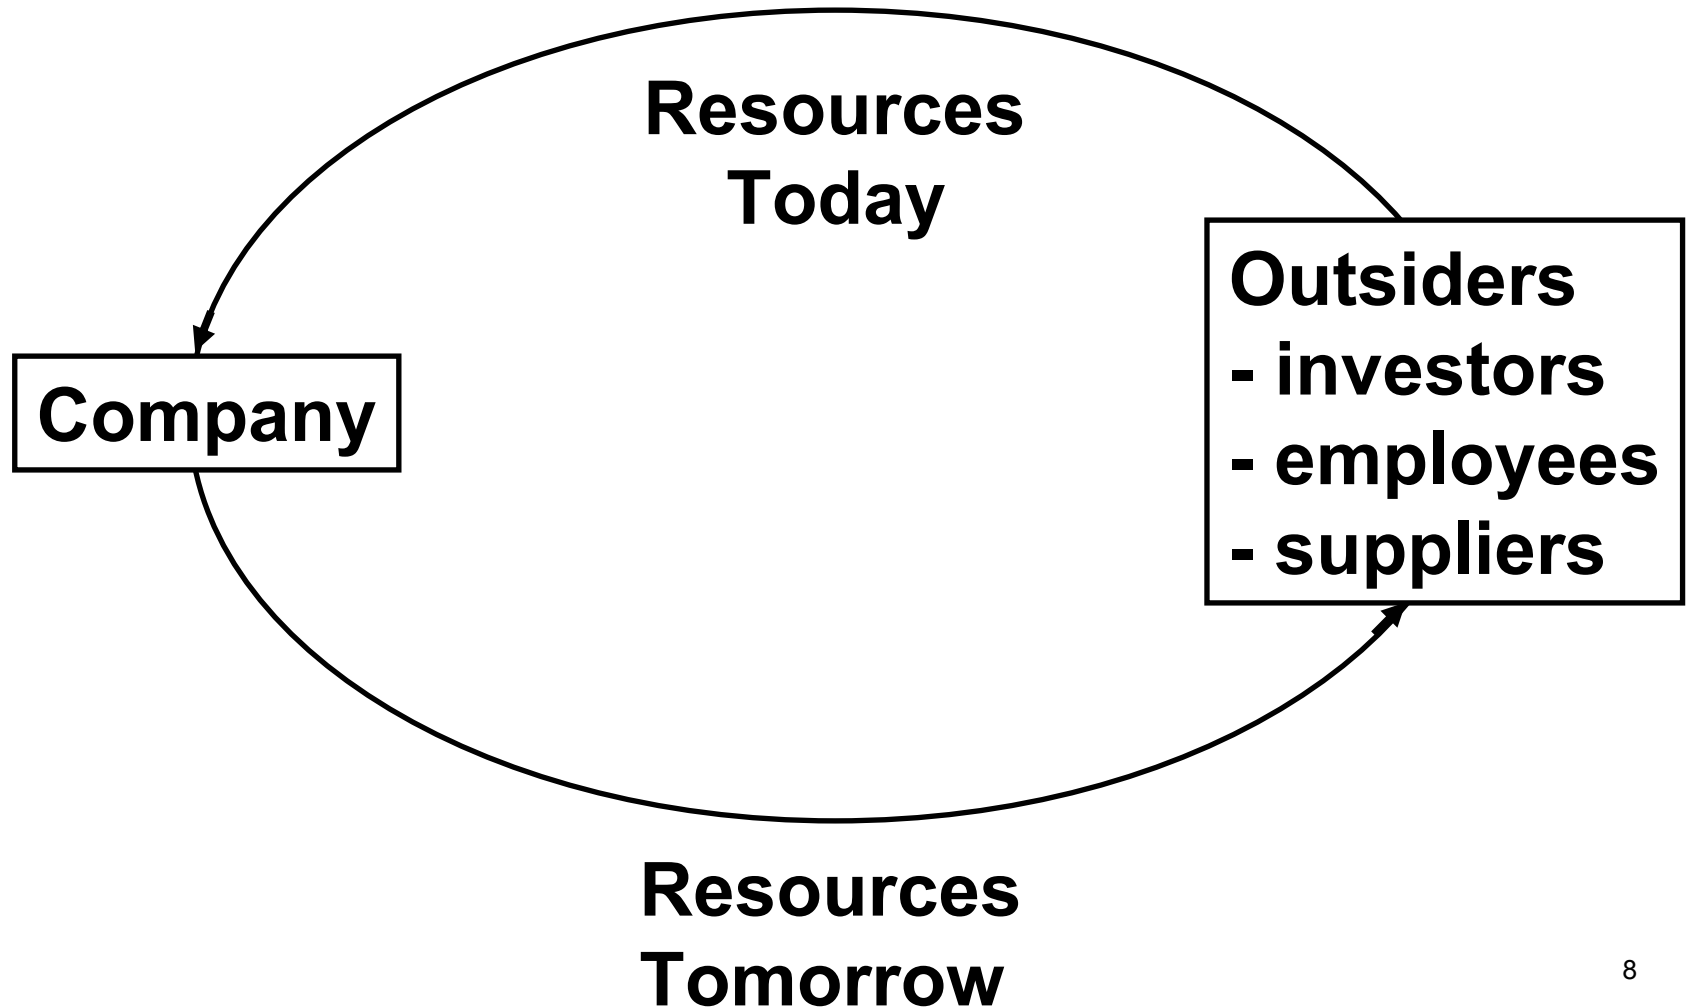 Resources
Today
Company
Outsiders
- investors
- employees
- suppliers
Resources
Tomorrow
8